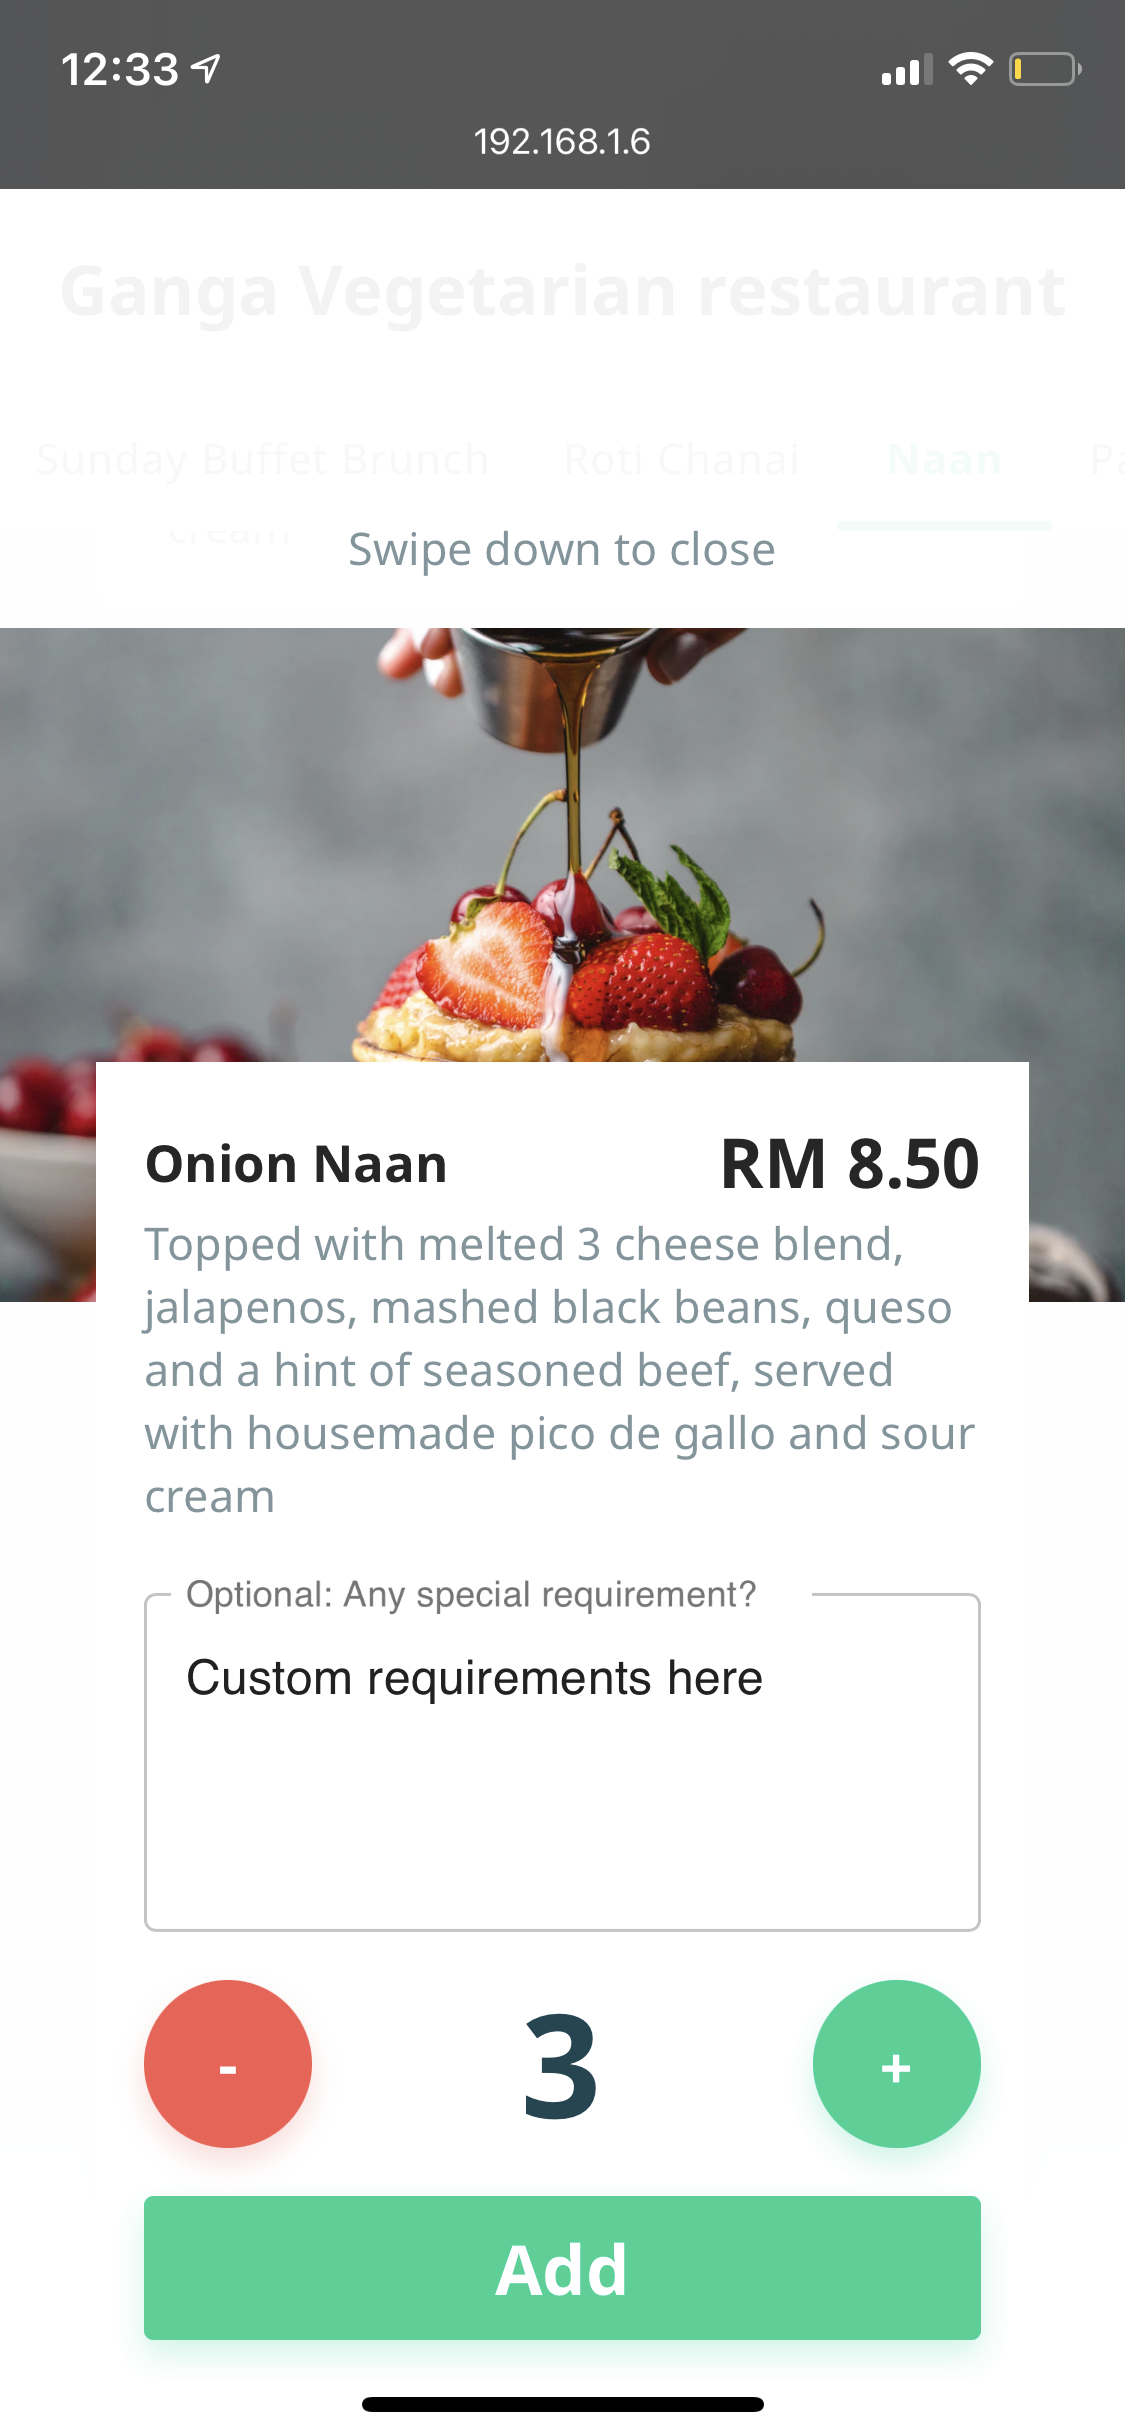 12:33
192.168.1.6
Ganga Vegetarian restaurant
Sunday Buffet Brunch Roti Chanai Naan Pa
cream
Swipe down to close
Onion Naan RM 8.50
Topped with melted 3 cheese blend,
jalapenos, mashed black beans, queso
and a hint of seasoned beef, served
with housemade pico de gallo and sour
cream
Optional: Any special requirement?
Custom requirements here
- 3 +
Add